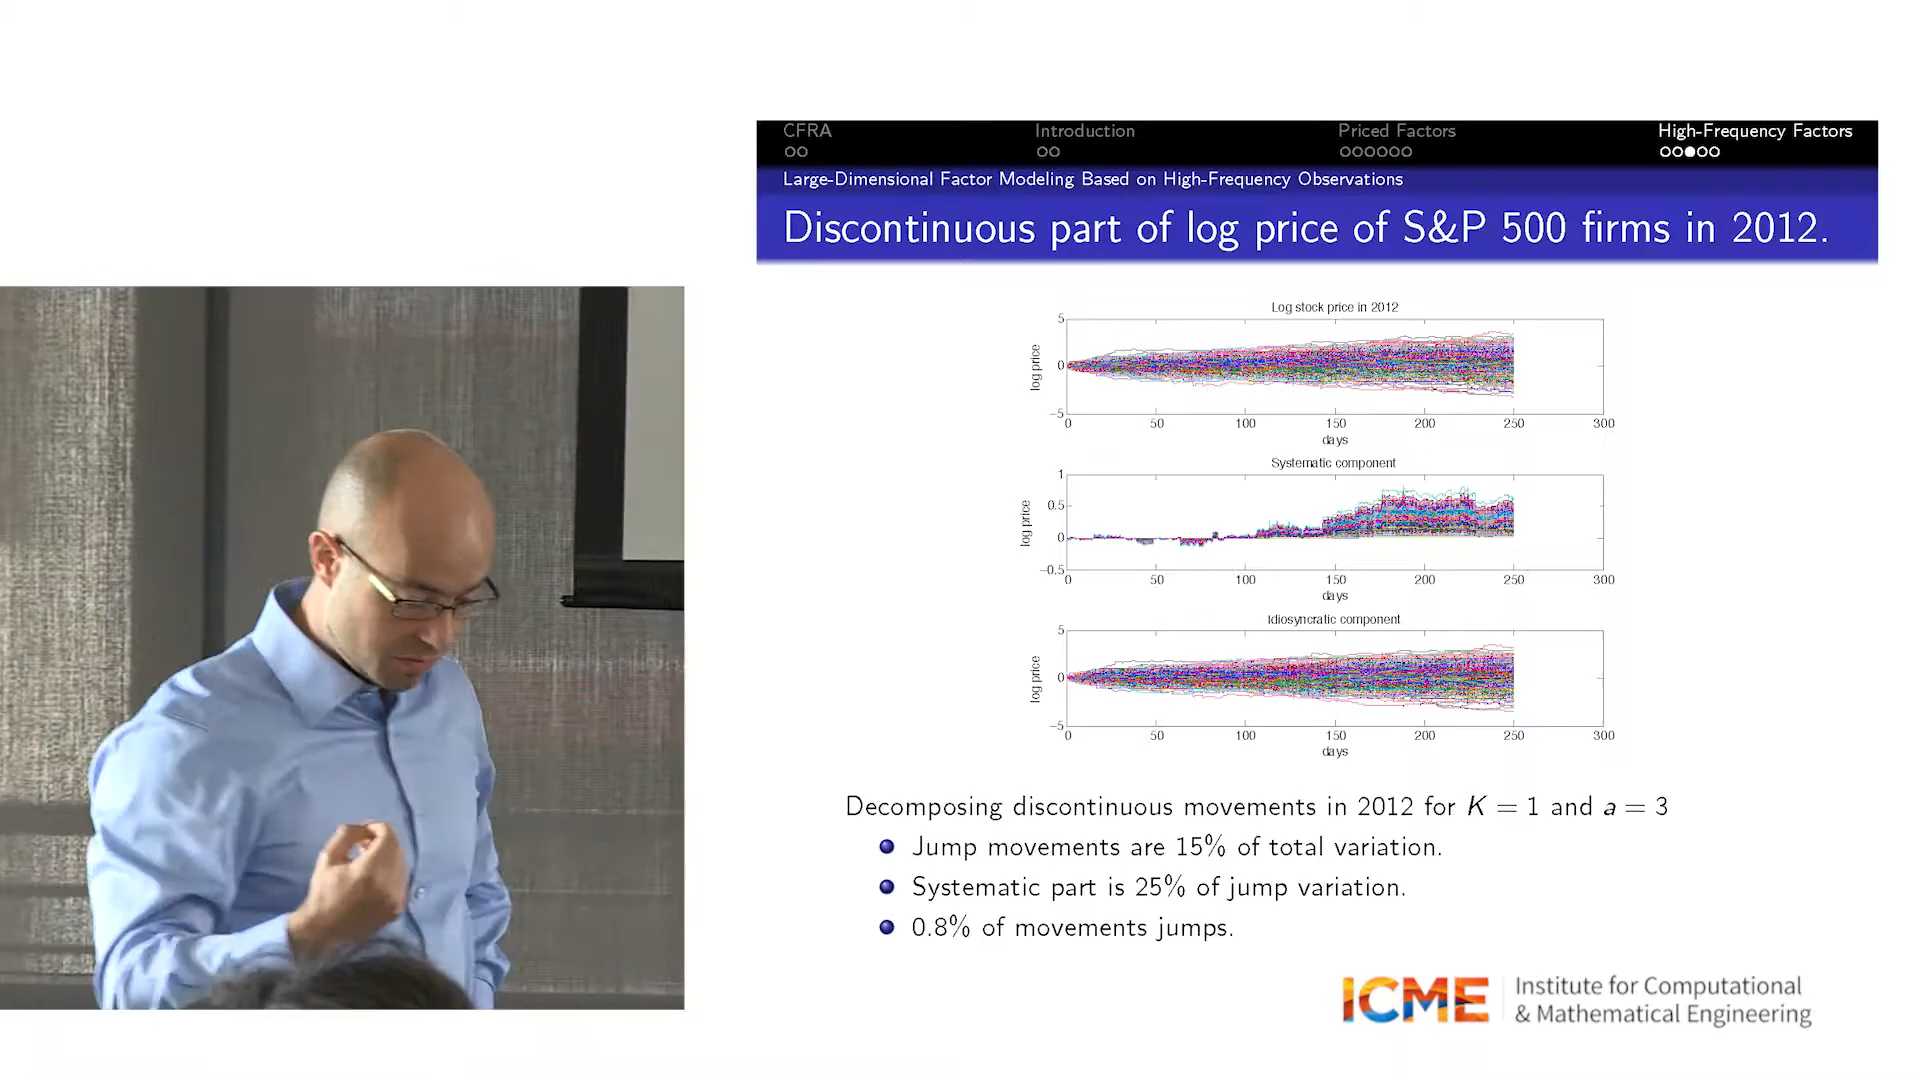 CFRA
Introduction
Priced Factors
High-Frequency Factors
Large-Dimensional Factor Modeling Based on High-Frequency Observations
Discontinuous part of log price of S&P 500 firms in 2012.
Log stock price in 2012
5
0
−5
log price
0 50 100 150 200 250 300
days
Systematic component
1
0.5
0
−0.5
log price
0 50 100 150 200 250 300
days
Idiosyncratic component
5
0
−5
log price
0 50 100 150 200 250 300
days
Decomposing discontinuous movements in 2012 for K = 1 and a = 3
Jump movements are 15% of total variation.
Systematic part is 25% of jump variation.
0.8% of movements jumps.
ICME
Institute for Computational
& Mathematical Engineering